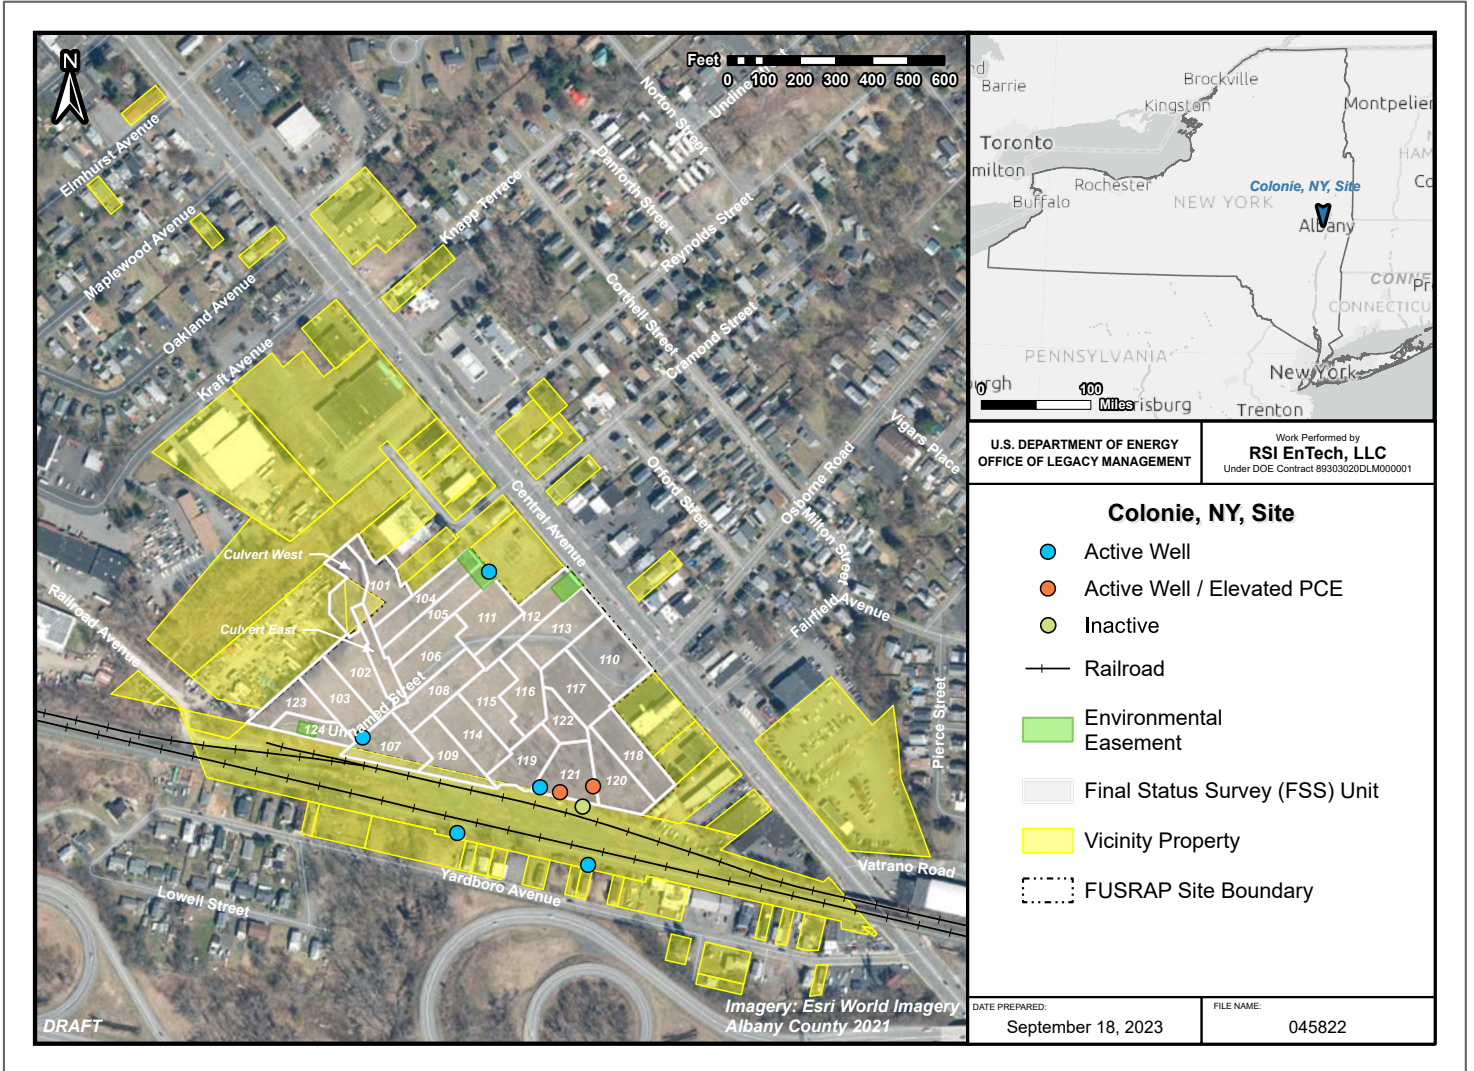 N
Feet
0 100 200 300 400 500 600
Elmhurst Avenue
Maplewood Avenue
Oakland Avenue
Kraft Avenue
Knapp Terrace
Norton Street
Danforth Street
Reynolds Street
Corthell Street
Cramond Street
Central Avenue
Orford Street
Osborne Road
Milton Street
Vigars Place
Fairfield Avenue
Pierce Street
Vatrano Road
Railroad Avenue
Unnamed Street
Yardboro Avenue
Lowell Street
Culvert West
Culvert East
101
104
105
111
112
113
106
110
102
103
108
116
117
115
123
124
122
114
107
109
119
118
121
120
DRAFT
Imagery: Esri World Imagery
Albany County 2021
Barrie
Brockville
Kingston
Montpelier
Toronto
milton
Rochester
Buffalo
NEW YORK
Colonie, NY, Site
Albany
CONNE
CONNECTICU
PENNSYLVANIA
New York
Trenton
risburg
0 100
Miles
U.S. DEPARTMENT OF ENERGY
OFFICE OF LEGACY MANAGEMENT
Work Performed by
RSI EnTech, LLC
Under DOE Contract 89303020DLM000001
Colonie, NY, Site
Active Well
Active Well / Elevated PCE
Inactive
Railroad
Environmental
Easement
Final Status Survey (FSS) Unit
Vicinity Property
FUSRAP Site Boundary
DATE PREPARED:
September 18, 2023
FILE NAME:
045822